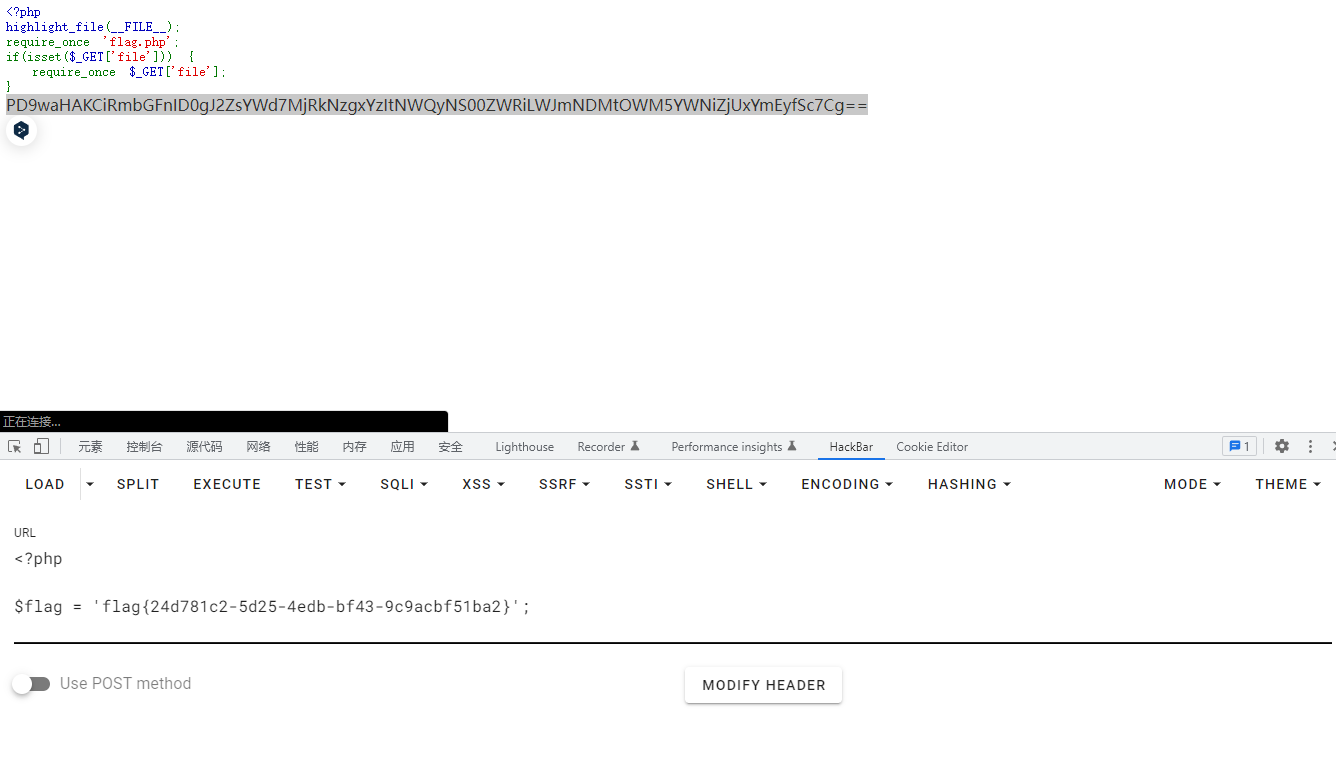 <?php
highlight_file(__FILE__);
require_once 'flag.php';
if(isset($_GET['file'])) {
    require_once $_GET['file'];
}
PD9waHAKCiRmbGFnID0gJ2ZsYWd7MjRkNzgxYzItNWQyNS00ZWRiLWJmNDMtOWM5YWNiZjUxYmEyfSc7Cg==
正在连接...
元素 控制台 源代码 网络 性能 内存 应用 安全 Lighthouse Recorder Performance insights HackBar Cookie Editor 1
LOAD SPLIT EXECUTE TEST SQLI XSS SSRF SSTI SHELL ENCODING HASHING MODE THEME
URL
<?php
$flag = 'flag{24d781c2-5d25-4edb-bf43-9c9acbf51ba2}';
Use POST method MODIFY HEADER